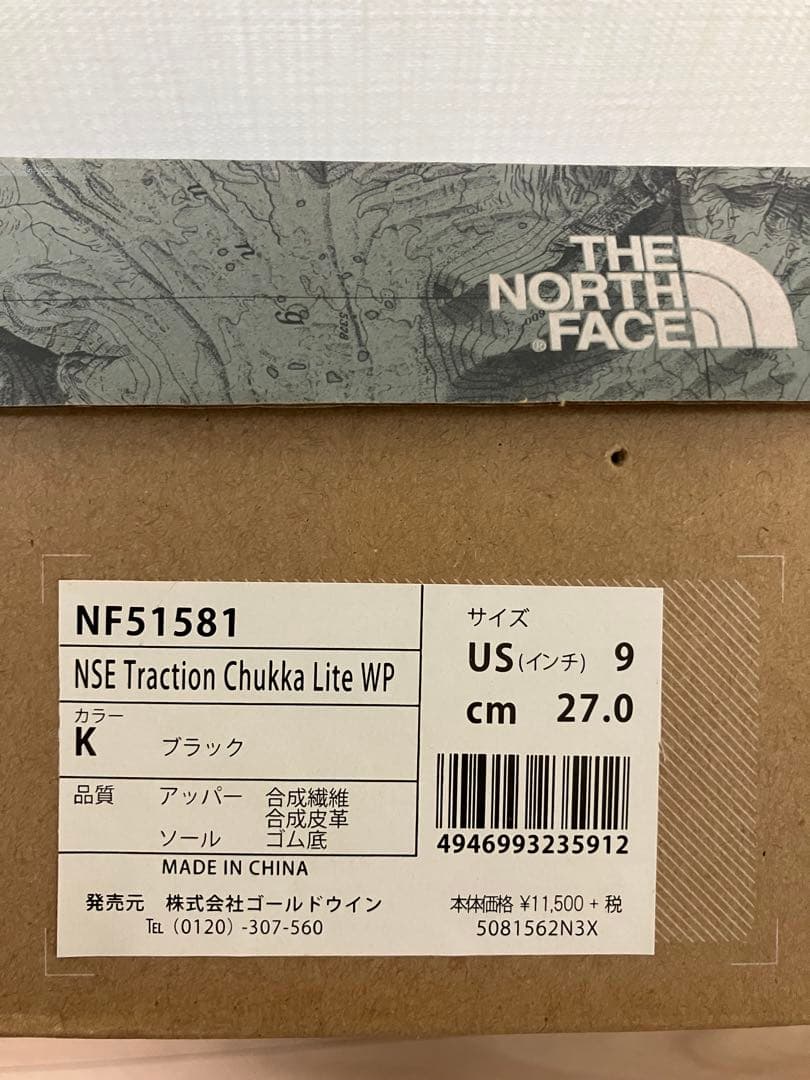 THE
NORTH
FACE
®
NF51581
NSE Traction Chukka Lite WP
カラー
K ブラック
品質 アッパー 合成繊維
合成皮革
ソール ゴム底
MADE IN CHINA
発売元 株式会社ゴールドウイン
TEL (0120) -307-560
サイズ
US(インチ) 9
cm 27.0
4946993235912
本体価格 ¥11,500 + 税
5081562N3X